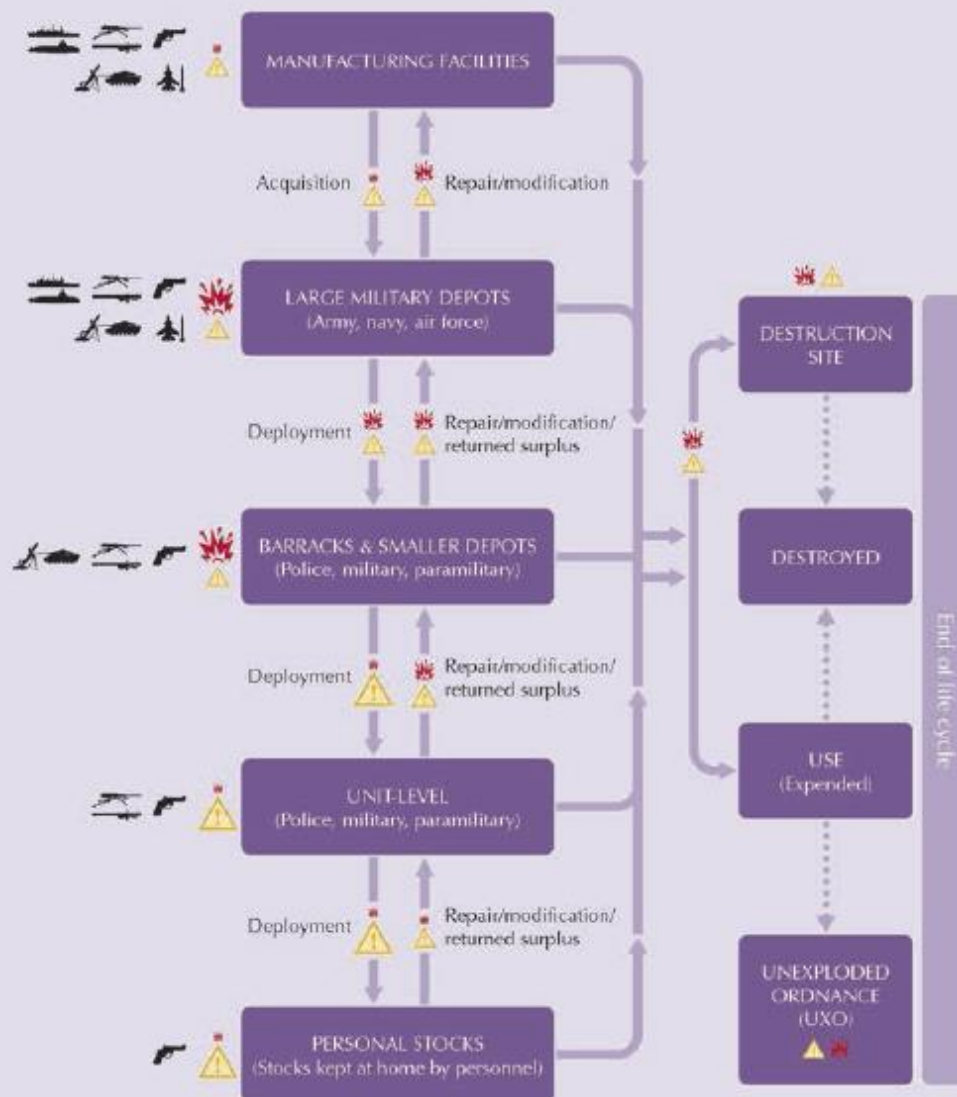 MANUFACTURING FACILITIES
Acquisition
Repair/modification
LARGE MILITARY DEPOTS
(Army, navy, air force)
Deployment
Repair/modification/
returned surplus
BARRACKS & SMALLER DEPOTS
(Police, military, paramilitary)
Deployment
Repair/modification/
returned surplus
UNIT-LEVEL
(Police, military, paramilitary)
Deployment
Repair/modification/
returned surplus
PERSONAL STOCKS
(Stocks kept at home by personnel)
DESTRUCTION
SITE
DESTROYED
USE
(Expended)
UNEXPLODED
ORDNANCE
(UXO)
End of life cycle